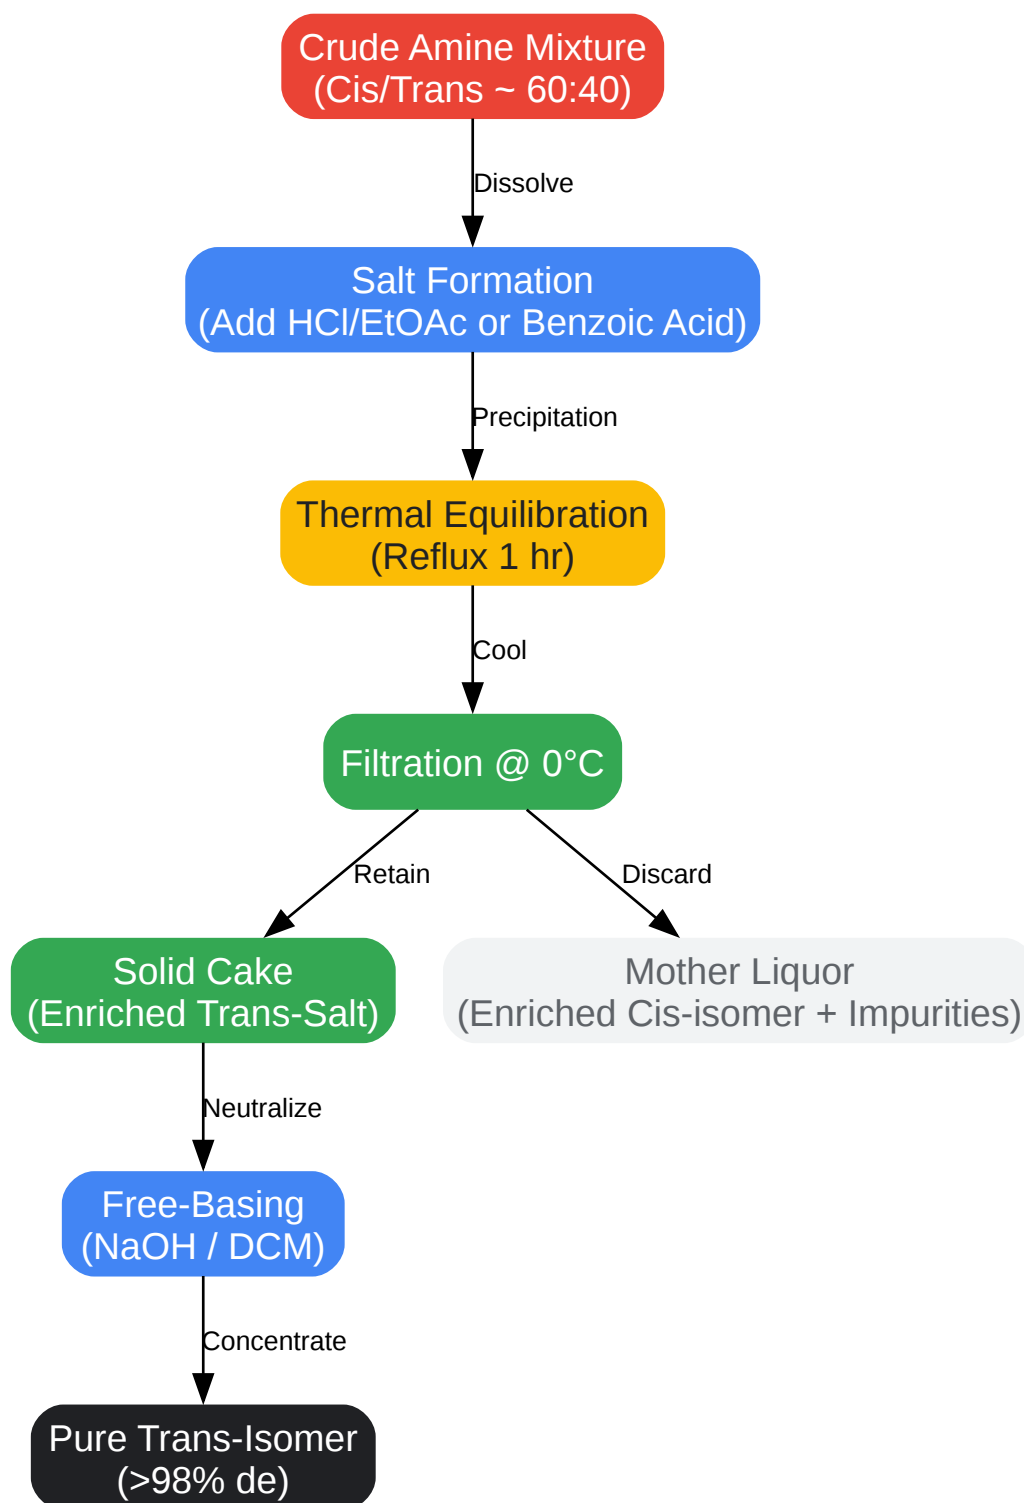 Crude Amine Mixture
(Cis/Trans ~ 60:40)
Dissolve
Salt Formation
(Add HCl/EtOAc or Benzoic Acid)
Precipitation
Thermal Equilibration
(Reflux 1 hr)
Cool
Filtration @ 0°C
Retain
Discard
Solid Cake
(Enriched Trans-Salt)
Mother Liquor
(Enriched Cis-isomer + Impurities)
Neutralize
Free-Basing
(NaOH / DCM)
Concentrate
Pure Trans-Isomer
(>98% de)